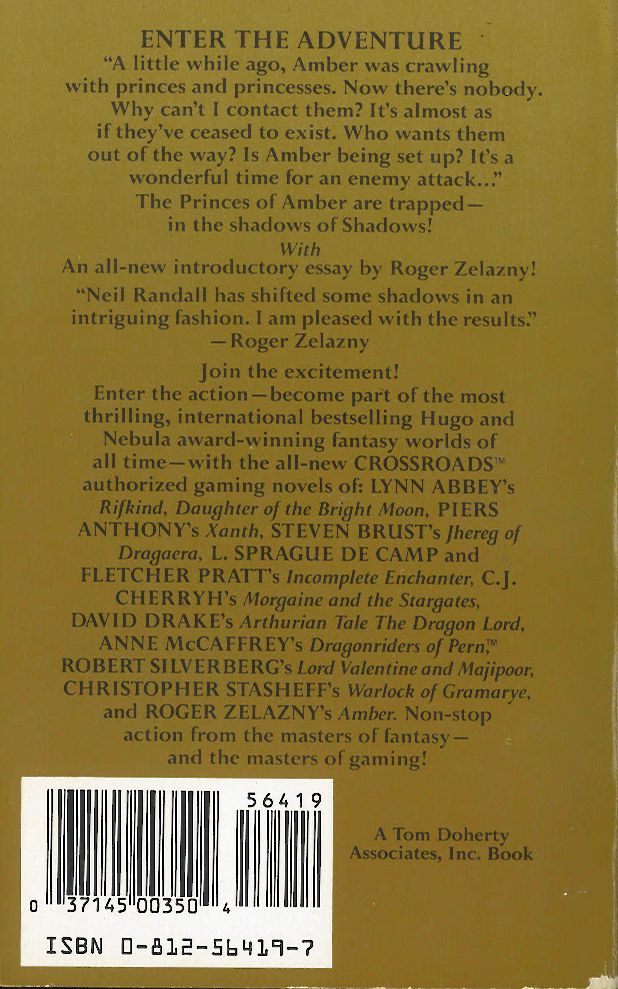 ENTER THE ADVENTURE
“A little while ago, Amber was crawling
with princes and princesses. Now there’s nobody.
Why can’t I contact them? It’s almost as
if they’ve ceased to exist. Who wants them
out of the way? Is Amber being set up? It’s a
wonderful time for an enemy attack...”
The Princes of Amber are trapped—
in the shadows of Shadows!
With
An all-new introductory essay by Roger Zelazny!
“Neil Randall has shifted some shadows in an
intriguing fashion. I am pleased with the results.”
—Roger Zelazny
Join the excitement!
Enter the action—become part of the most
thrilling, international bestselling Hugo and
Nebula award-winning fantasy worlds of
all time—with the all-new CROSSROADS™
authorized gaming novels of: LYNN ABBEY’s
Rifkind, Daughter of the Bright Moon, PIERS
ANTHONY’s Xanth, STEVEN BRUST’s Jhereg of
Dragaera, L. SPRAGUE DE CAMP and
FLETCHER PRATT’s Incomplete Enchanter, C.J.
CHERRYH’s Morgaine and the Stargates,
DAVID DRAKE’s Arthurian Tale The Dragon Lord,
ANNE McCAFFREY’s Dragonriders of Pern,™
ROBERT SILVERBERG’s Lord Valentine and Majipoor,
CHRISTOPHER STASHEFF’s Warlock of Gramarye,
and ROGER ZELAZNY’s Amber. Non-stop
action from the masters of fantasy—
and the masters of gaming!
56419
0 37145 00350 4
ISBN 0-812-56419-7
A Tom Doherty
Associates, Inc. Book